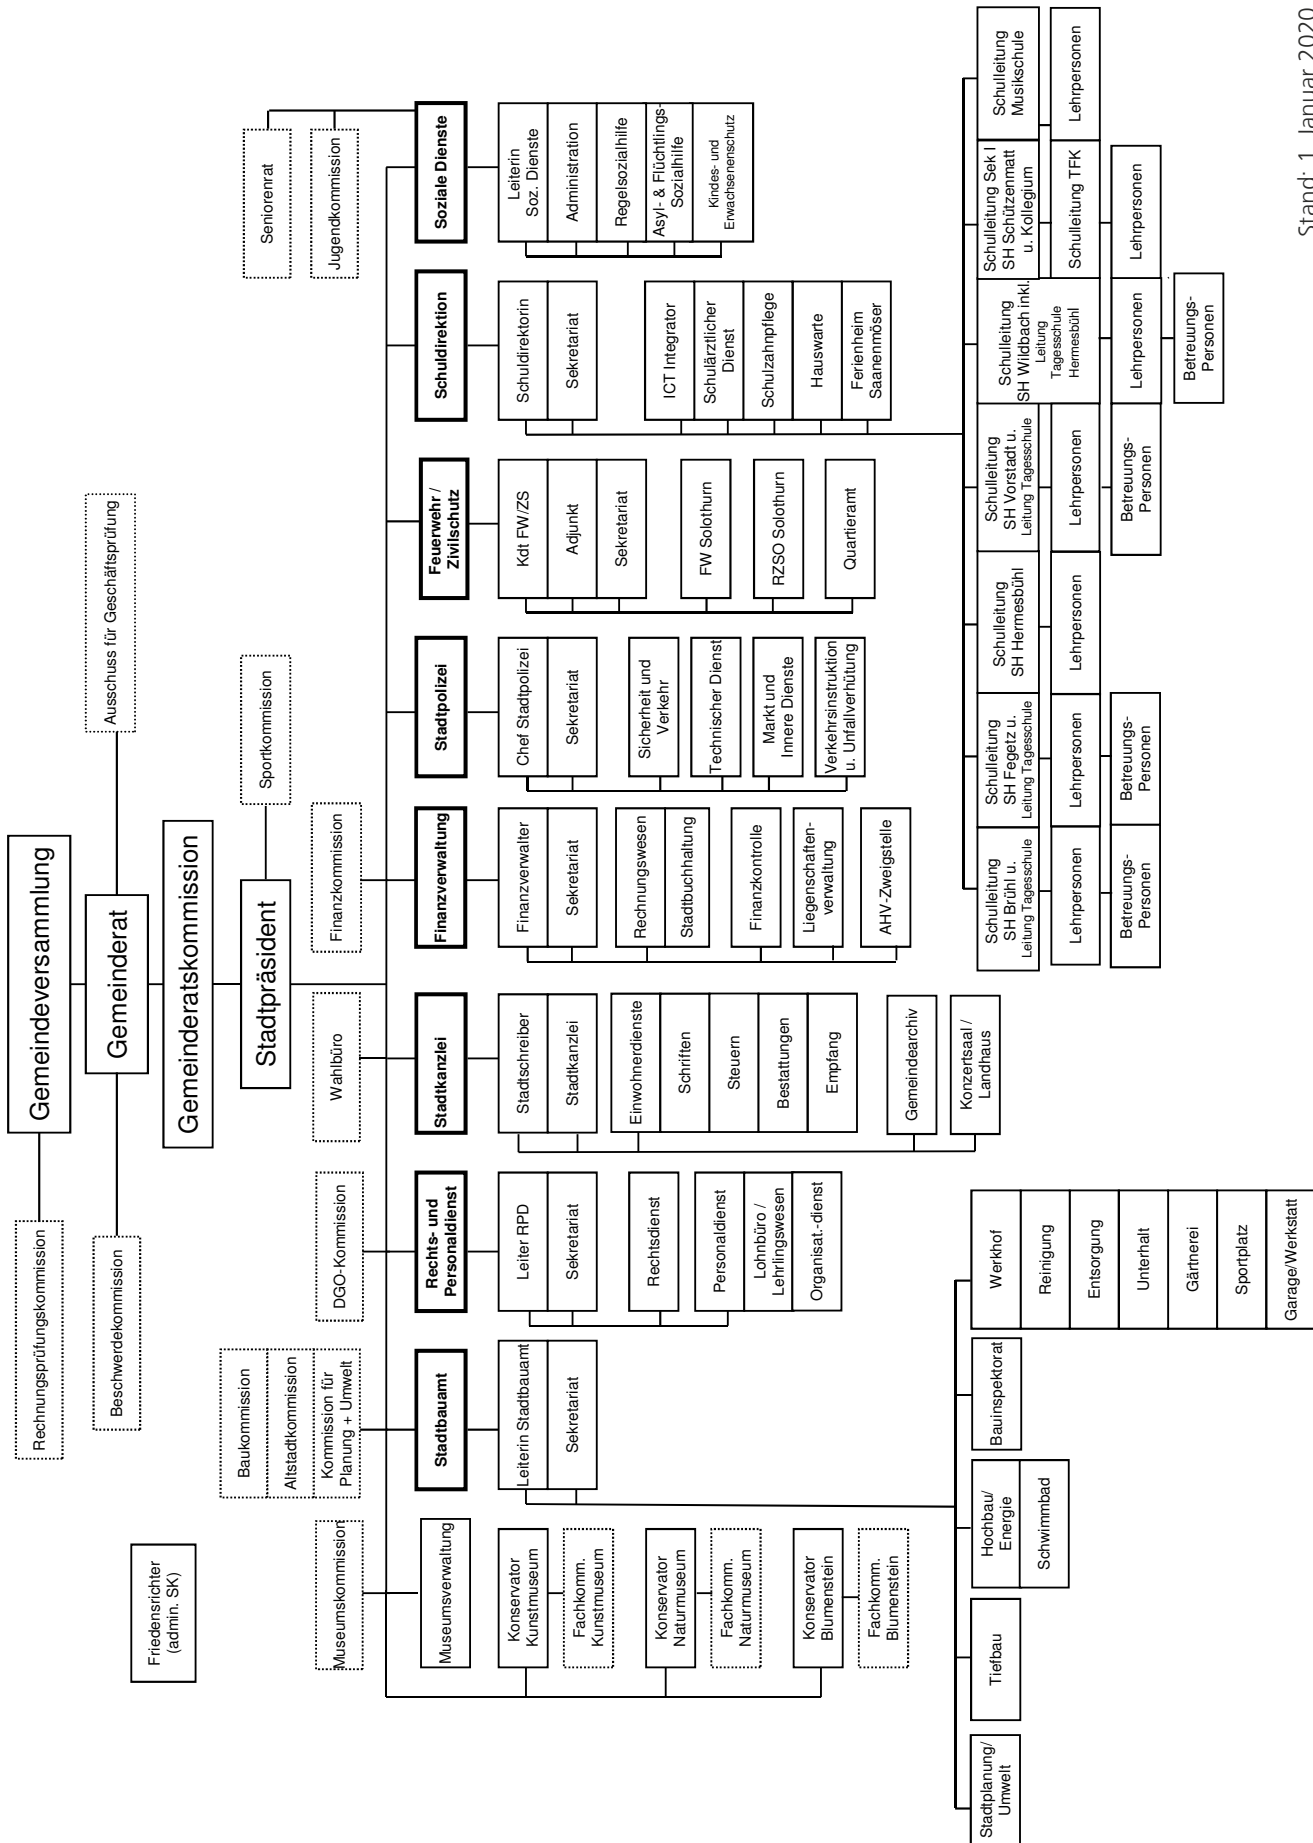 Gemeindeversammlung
Rechnungsprüfungskommission
Gemeinderat
Ausschuss für Geschäftsprüfung
Beschwerdekommission
Gemeinderatskommission
Friedensrichter
(admin. SK)
Stadtpräsident
Sportkommission
Baukommission
Altstadtkommission
Kommission für
Planung + Umwelt
Seniorenrat
Jugendkommission
Museumskommission
DGO-Kommission
Wahlbüro
Finanzkommission
Museumsverwaltung
Konservator
Kunstmuseum
Fachkomm.
Kunstmuseum
Konservator
Naturmuseum
Fachkomm.
Naturmuseum
Konservator
Blumenstein
Fachkomm.
Blumenstein
Stadtbauamt
Leiterin Stadtbauamt
Sekretariat
Stadtplanung/
Umwelt
Tiefbau
Hochbau/
Energie
Schwimmbad
Bauinspektorat
Werkhof
Reinigung
Entsorgung
Unterhalt
Gärtnerei
Sportplatz
Garage/Werkstatt
Rechts- und
Personaldienst
Leiter RPD
Sekretariat
Rechtsdienst
Personaldienst
Lohnbüro /
Lehrlingswesen
Organisat.-dienst
Stadtkanzlei
Stadtschreiber
Stadtkanzlei
Einwohnerdienste
Schriften
Steuern
Bestattungen
Empfang
Gemeindearchiv
Konzertsaal /
Landhaus
Finanzverwaltung
Finanzverwalter
Sekretariat
Rechnungswesen
Stadtbuchhaltung
Finanzkontrolle
Liegenschaften-
verwaltung
AHV-Zweigstelle
Stadtpolizei
Chef Stadtpolizei
Sekretariat
Sicherheit und
Verkehr
Technischer Dienst
Markt und
Innere Dienste
Verkehrsinstruktion
u. Unfallverhütung
Feuerwehr /
Zivilschutz
Kdt FW/ZS
Adjunkt
Sekretariat
FW Solothurn
RZSO Solothurn
Quartieramt
Schuldirektion
Schuldirektorin
Sekretariat
ICT Integrator
Schulärztlicher
Dienst
Schulzahnpflege
Hauswarte
Ferienheim
Saanenmöser
Soziale Dienste
Leiterin
Soz. Dienste
Administration
Regelsozialhilfe
Asyl- & Flüchtlings-
Sozialhilfe
Kindes- und
Erwachsenenschutz
Schulleitung
SH Brühl u.
Leitung Tagesschule
Lehrpersonen
Betreuungs-
Personen
Schulleitung
SH Fegetz u.
Leitung Tagesschule
Lehrpersonen
Betreuungs-
Personen
Schulleitung
SH Hermesbühl
Lehrpersonen
Schulleitung
SH Vorstadt u.
Leitung Tagesschule
Lehrpersonen
Betreuungs-
Personen
Schulleitung
SH Wildbach inkl.
Leitung
Tagesschule
Hermesbühl
Lehrpersonen
Betreuungs-
Personen
Schulleitung Sek I
SH Schützenmatt
u. Kollegium
Schulleitung TFK
Lehrpersonen
Schulleitung
Musikschule
Lehrpersonen
Stand: 1. Januar 2020